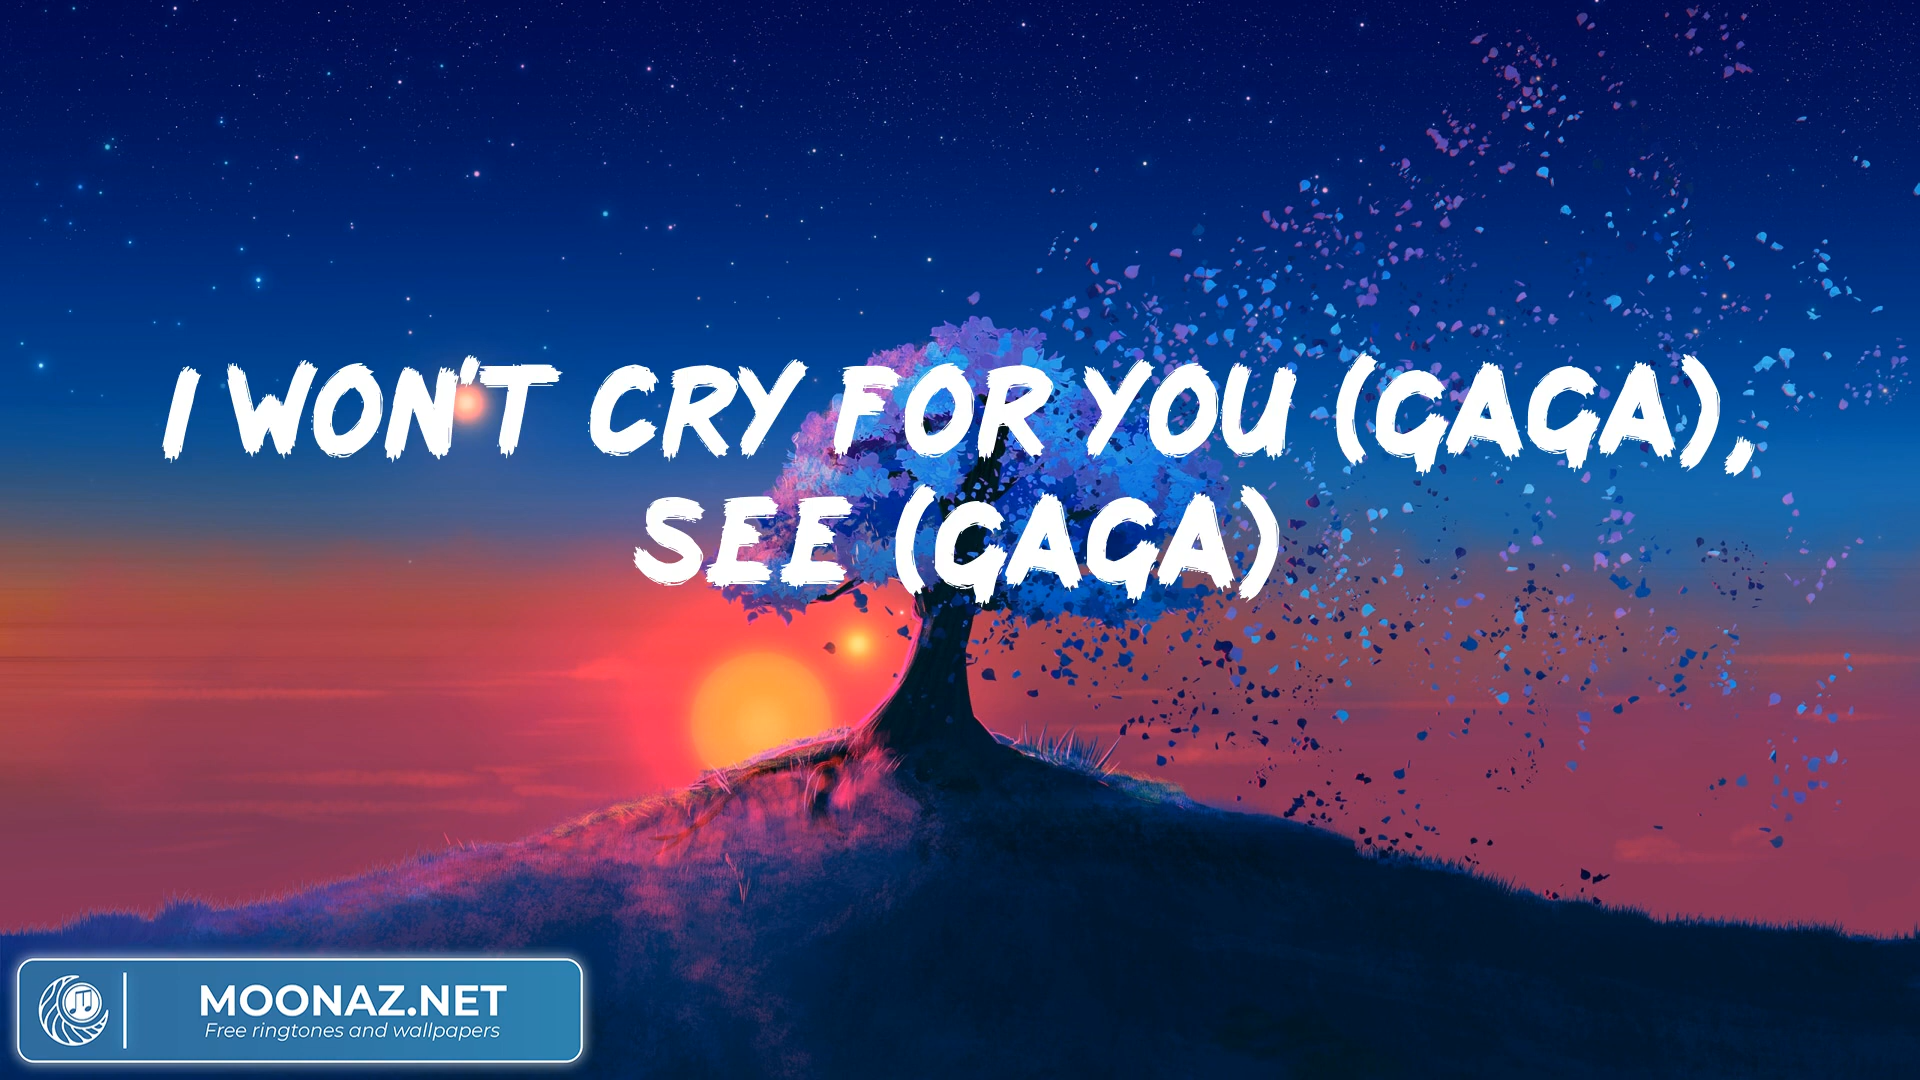 I WON'T CRY FOR YOU (GAGA),
SEE (GAGA)
MOONAZ.NET
Free ringtones and wallpapers